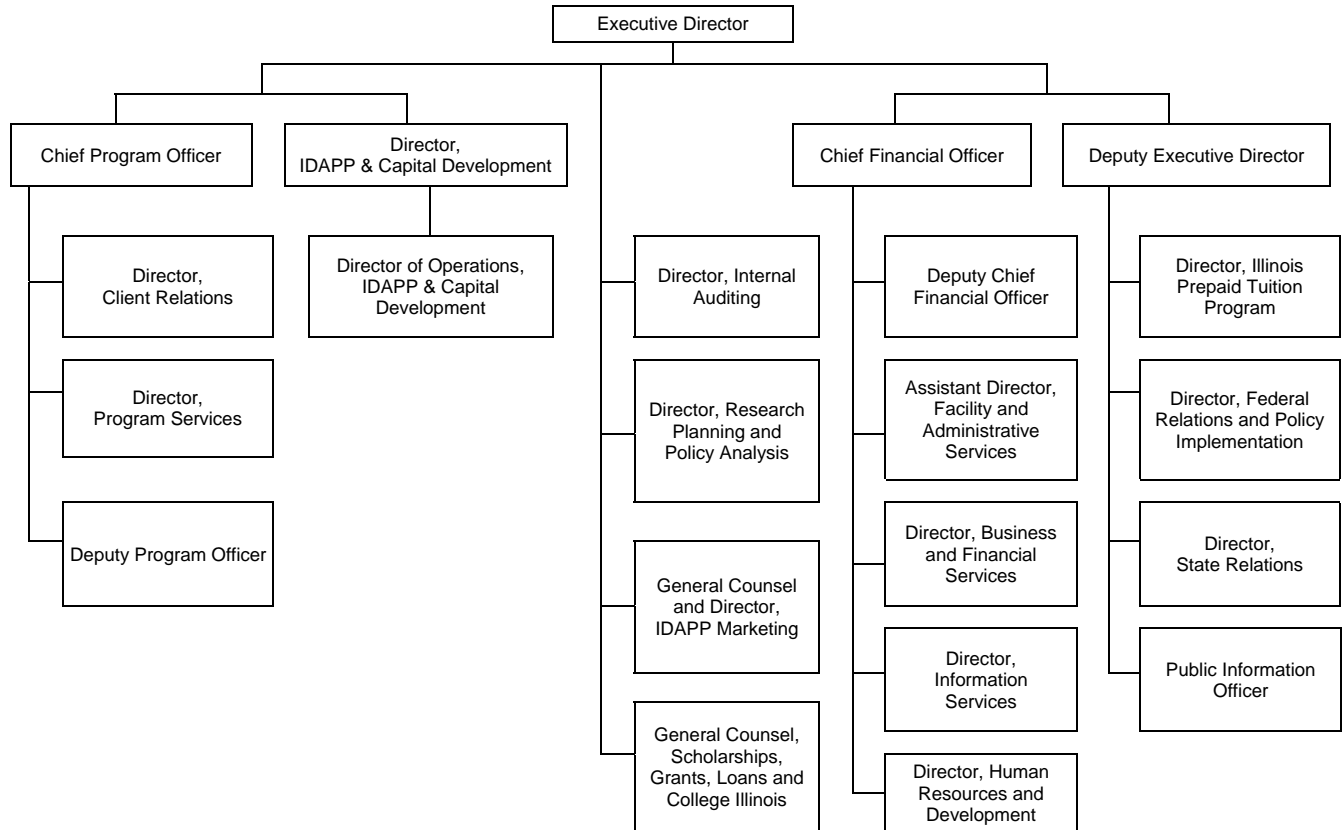 Executive Director
Chief Program Officer
Director,
IDAPP & Capital Development
Chief Financial Officer
Deputy Executive Director
Director,
Client Relations
Director of Operations,
IDAPP & Capital
Development
Director, Internal
Auditing
Deputy Chief
Financial Officer
Director, Illinois
Prepaid Tuition
Program
Director,
Program Services
Director, Research
Planning and
Policy Analysis
Assistant Director,
Facility and
Administrative
Services
Director, Federal
Relations and Policy
Implementation
Deputy Program Officer
General Counsel
and Director,
IDAPP Marketing
Director, Business
and Financial
Services
Director,
State Relations
General Counsel,
Scholarships,
Grants, Loans and
College Illinois
Director,
Information
Services
Public Information
Officer
Director, Human
Resources and
Development